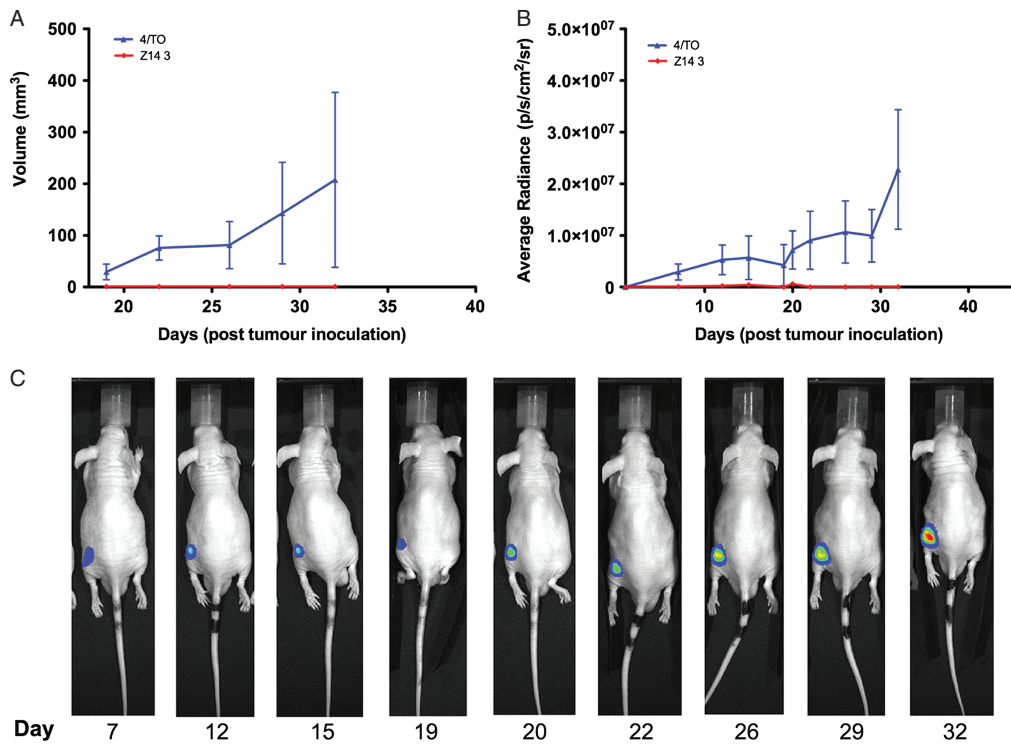 A
500
400
300
200
100
0
Volume (mm³)
4/TO
Z14 3
20
25
30
35
40
Days (post tumour inoculation)
B
5.0×10⁰⁷
4.0×10⁰⁷
3.0×10⁰⁷
2.0×10⁰⁷
1.0×10⁰⁷
0
Average Radiance (p/s/cm²/sr)
4/TO
Z14 3
10
20
30
40
Days (post tumour inoculation)
C
Day 7 12 15 19 20 22 26 29 32